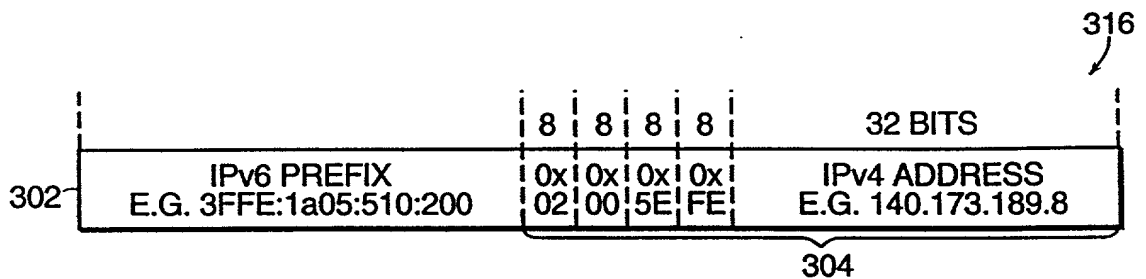 316
8 8 8 8 32 BITS
302
IPv6 PREFIX 0x 0x 0x 0x IPv4 ADDRESS
E.G. 3FFE:1a05:510:200 02 00 5E FE E.G. 140.173.189.8
304